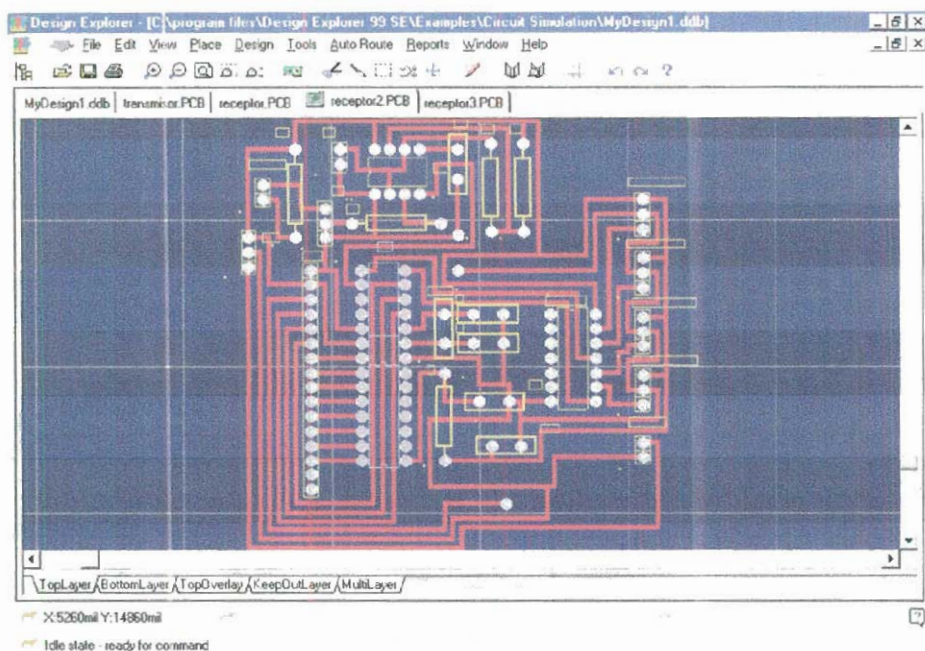 Design Explorer - [C:\program files\Design Explorer 99 SE\Examples\Circuit Simulation\MyDesign1.ddb]
File Edit View Place Design Tools Auto Route Reports Window Help
MyDesign1.ddb transmisor.PCB receptor.PCB receptor2.PCB receptor3.PCB
TopLayer BottomLayer TopOverlay KeepOutLayer MultiLayer
X:5260mil Y:14860mil
Idle state - ready for command